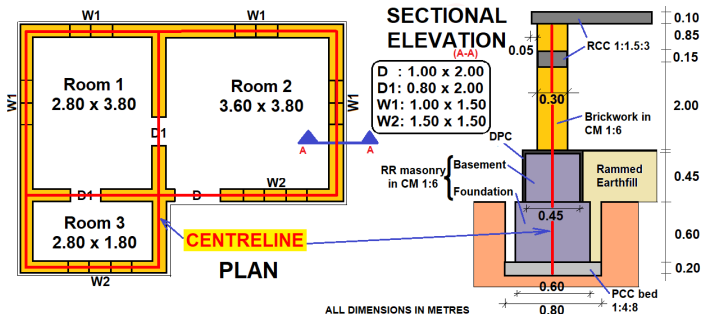 W1
W1
SECTIONAL
ELEVATION
(A-A)
0.10
0.85
0.15
2.00
0.45
0.60
0.20
0.05
RCC 1:1.5:3
0.30
Brickwork in
CM 1:6
W1
Room 1
2.80 x 3.80
Room 2
3.60 x 3.80
W1
D1
D : 1.00 x 2.00
D1: 0.80 x 2.00
W1: 1.00 x 1.50
W2: 1.50 x 1.50
A
A
DPC
RR masonry
in CM 1:6
Basement
Foundation
Rammed
Earthfill
0.45
D1
D
W2
Room 3
2.80 x 1.80
CENTRELINE
W2
PLAN
0.60
0.80
PCC bed
1:4:8
ALL DIMENSIONS IN METRES